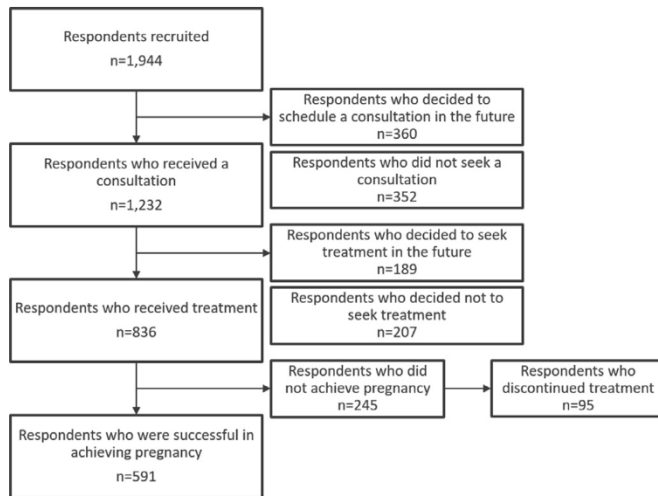 Respondents recruited
n=1,944
Respondents who decided to
schedule a consultation in the future
n=360
Respondents who received a
consultation
n=1,232
Respondents who did not seek a
consultation
n=352
Respondents who decided to seek
treatment in the future
n=189
Respondents who received treatment
n=836
Respondents who decided not to
seek treatment
n=207
Respondents who did
not achieve pregnancy
n=245
Respondents who
discontinued treatment
n=95
Respondents who were successful in
achieving pregnancy
n=591